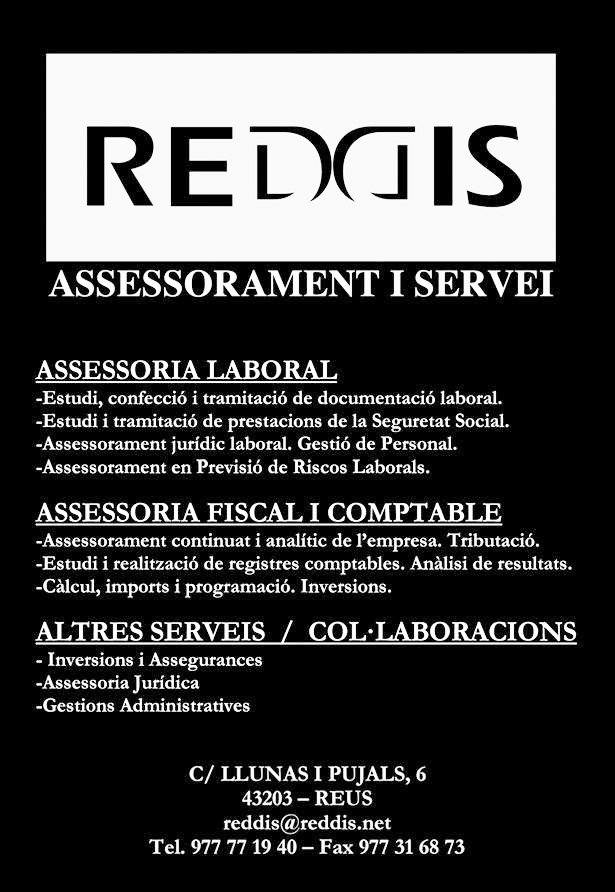 REDDIS
ASSESSORAMENT I SERVEI
ASSESSORIA LABORAL
-Estudi, confecció i tramitació de documentació laboral.
-Estudi i tramitació de prestacions de la Seguretat Social.
-Assessorament jurídic laboral. Gestió de Personal.
-Assessorament en Previsió de Riscos Laborals.
ASSESSORIA FISCAL I COMPTABLE
-Assessorament continuat i analític de l'empresa. Tributació.
-Estudi i realització de registres comptables. Anàlisi de resultats.
-Càlcul, imports i programació. Inversions.
ALTRES SERVEIS / COL·LABORACIONS
- Inversions i Assegurances
-Assessoria Jurídica
-Gestions Administratives
C/ LLUNAS I PUJALS, 6
43203 – REUS
reddis@reddis.net
Tel. 977 77 19 40 – Fax 977 31 68 73